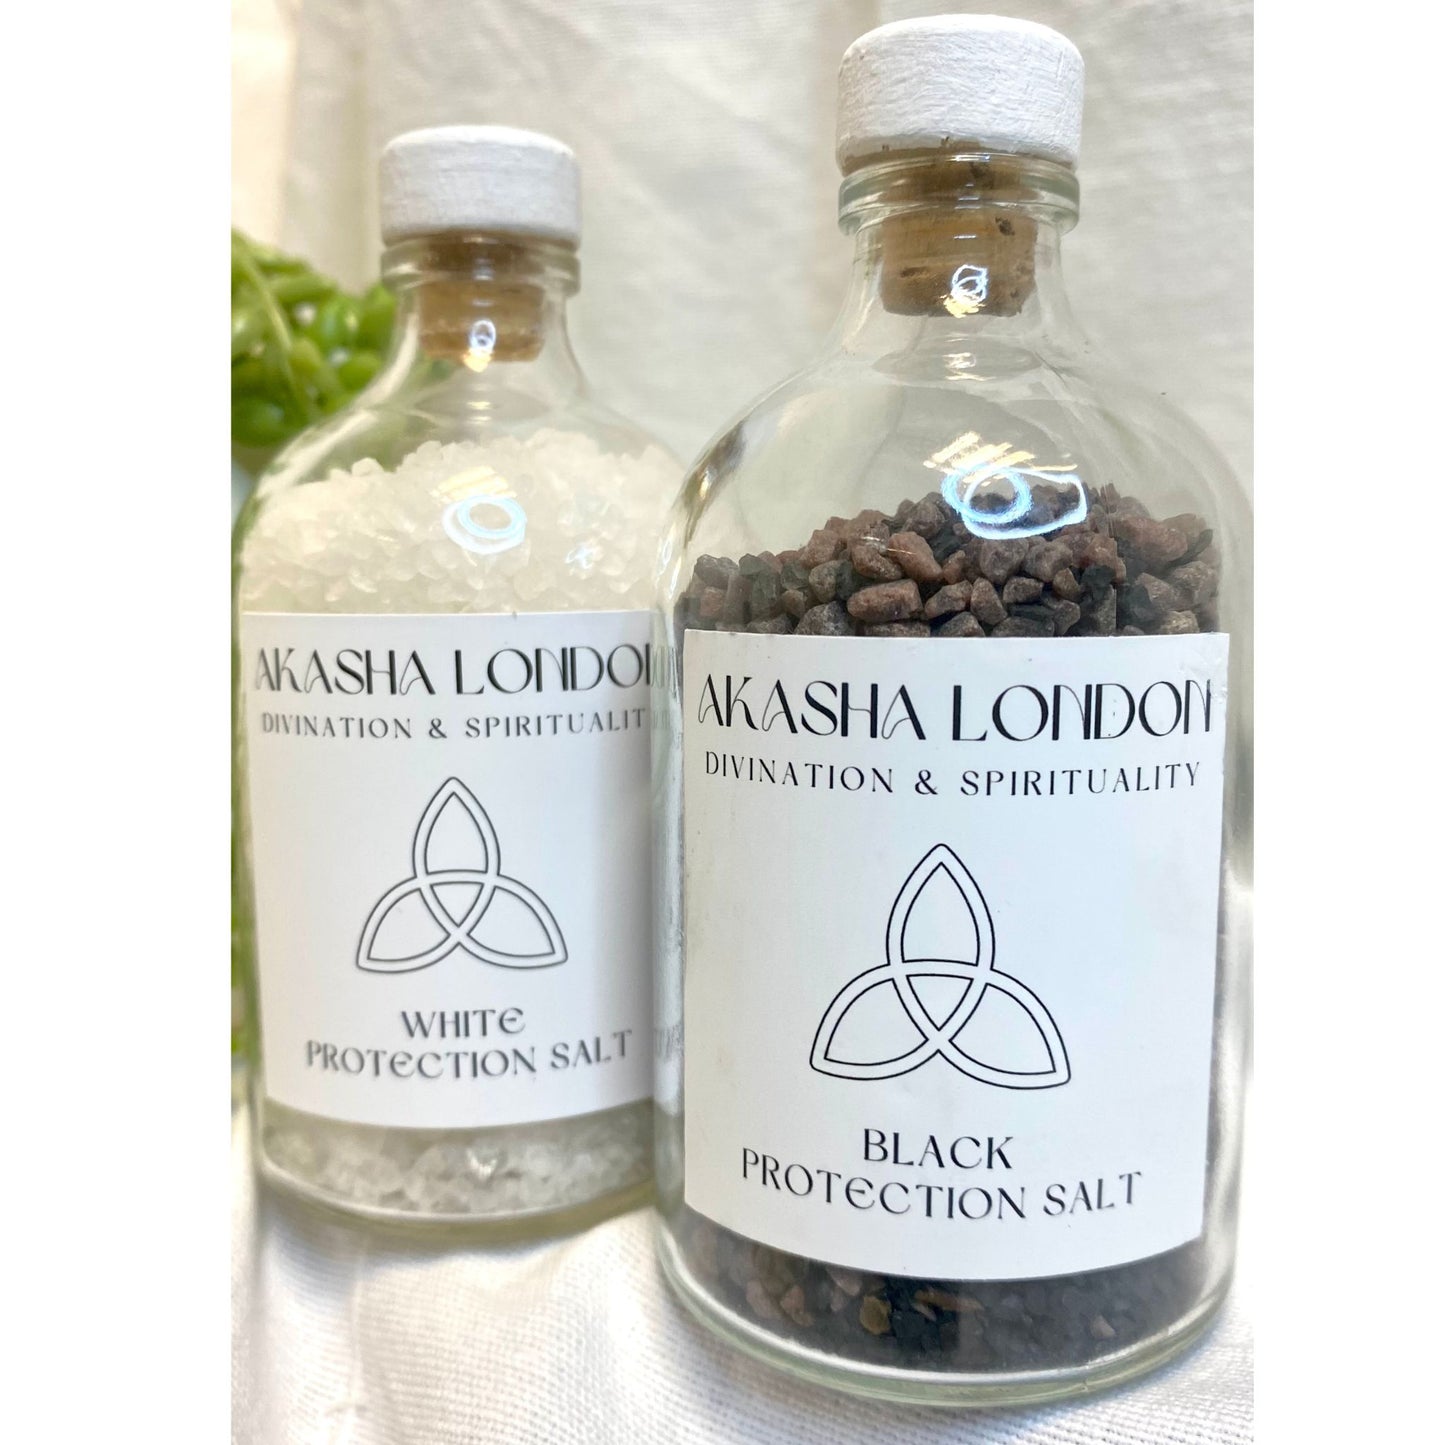 AKASHA LONDON
DIVINATION & SPIRITUALIT
WHITE
PROTECTION SALT
AKASHA LONDON
DIVINATION & SPIRITUALITY
BLACK
PROTECTION SALT